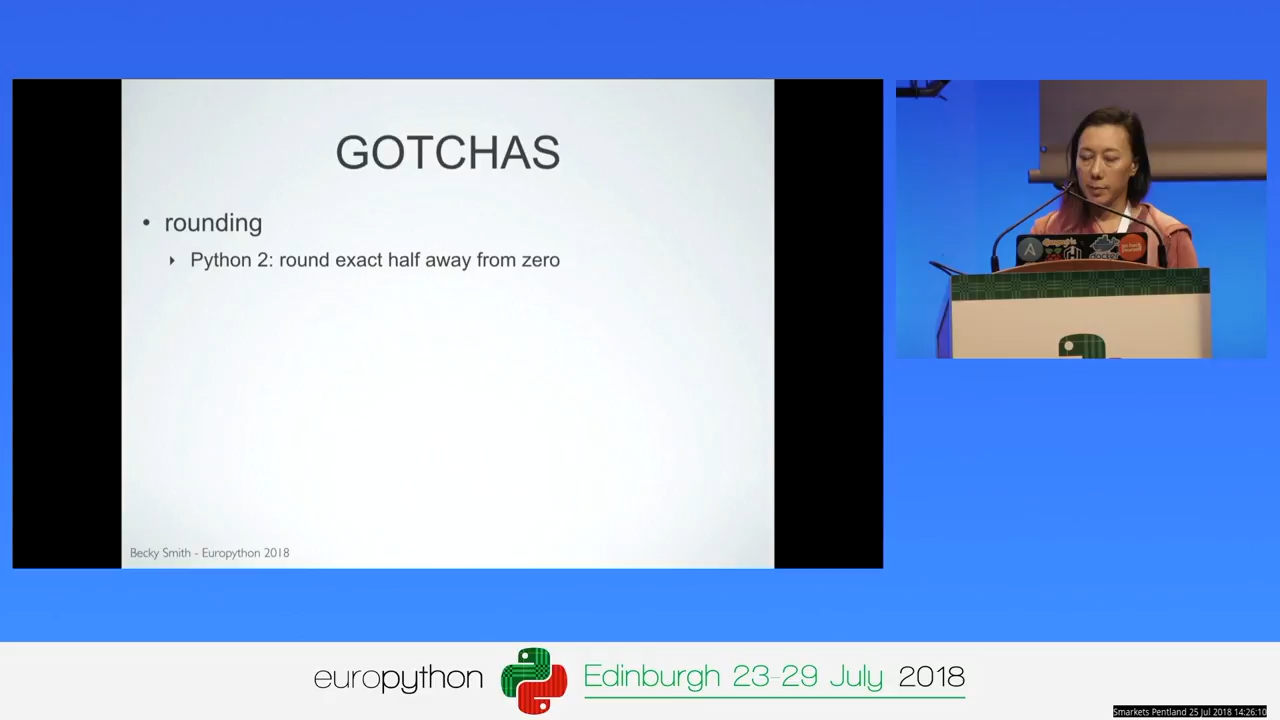 GOTCHAS
• rounding
‣ Python 2: round exact half away from zero
Becky Smith - Europython 2018
docker
europython
Edinburgh 23-29 July 2018
Smarkets Pentland 25 Jul 2018 14:26:10